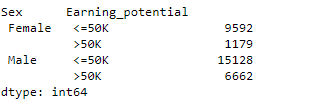 Sex Earning_potential
Female <=50K 9592
>50K 1179
Male <=50K 15128
>50K 6662
dtype: int64